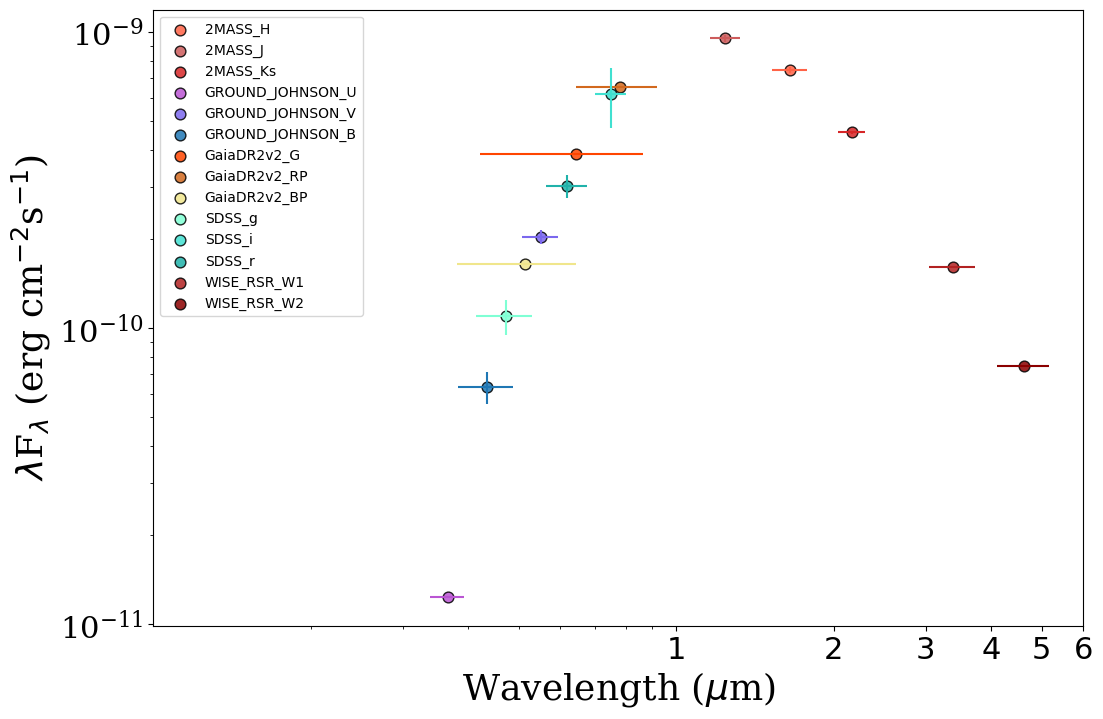 10⁻⁹
10⁻¹⁰
10⁻¹¹
λF_λ (erg cm⁻²s⁻¹)
2MASS_H
2MASS_J
2MASS_Ks
GROUND_JOHNSON_U
GROUND_JOHNSON_V
GROUND_JOHNSON_B
GaiaDR2v2_G
GaiaDR2v2_RP
GaiaDR2v2_BP
SDSS_g
SDSS_i
SDSS_r
WISE_RSR_W1
WISE_RSR_W2
1 2 3 4 5 6
Wavelength (μm)